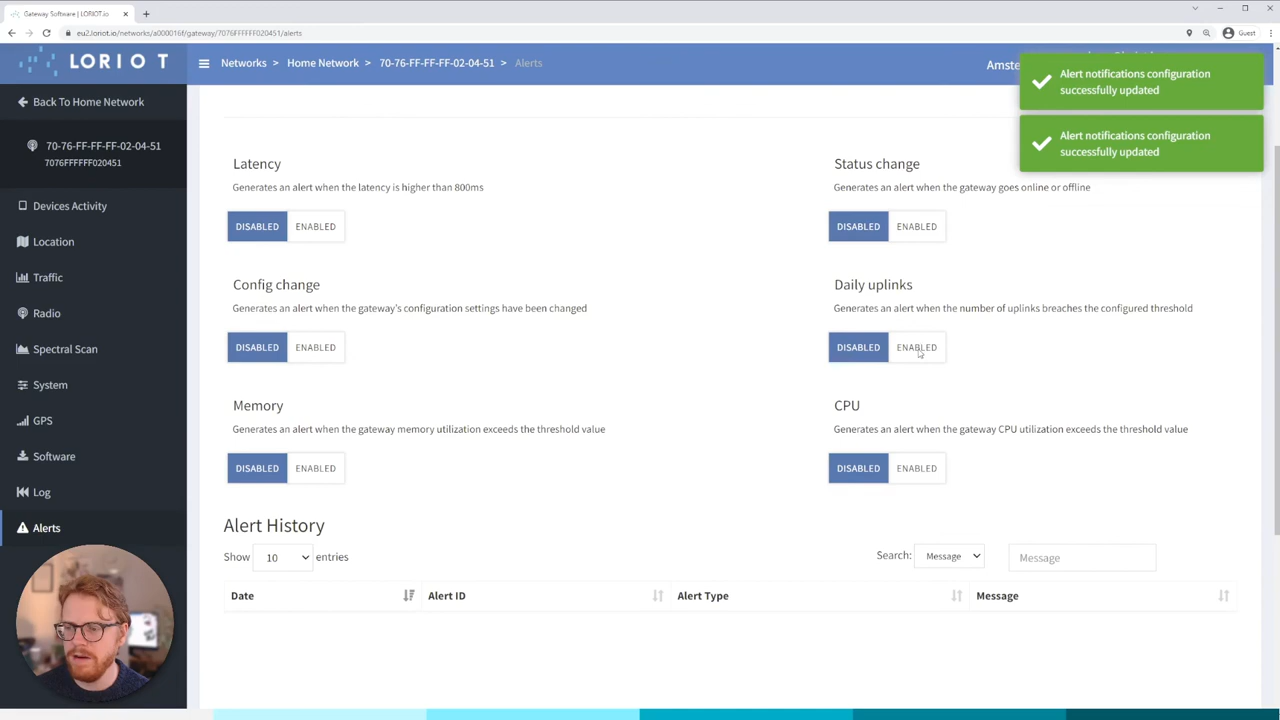 Gateway Software | LORIOT.io
eu2.loriot.io/networks/a000016f/gateway/7076FFFFFF020451/alerts
Guest
LORIOT
Networks > Home Network > 70-76-FF-FF-FF-02-04-51 > Alerts
Amste
Alert notifications configuration
successfully updated
Alert notifications configuration
successfully updated
Back To Home Network
70-76-FF-FF-FF-02-04-51
7076FFFFFF020451
Devices Activity
Location
Traffic
Radio
Spectral Scan
System
GPS
Software
Log
Alerts
Latency
Generates an alert when the latency is higher than 800ms
DISABLED ENABLED
Status change
Generates an alert when the gateway goes online or offline
DISABLED ENABLED
Config change
Generates an alert when the gateway's configuration settings have been changed
DISABLED ENABLED
Daily uplinks
Generates an alert when the number of uplinks breaches the configured threshold
DISABLED ENABLED
Memory
Generates an alert when the gateway memory utilization exceeds the threshold value
DISABLED ENABLED
CPU
Generates an alert when the gateway CPU utilization exceeds the threshold value
DISABLED ENABLED
Alert History
Show 10 entries
Search: Message Message
Date Alert ID Alert Type Message